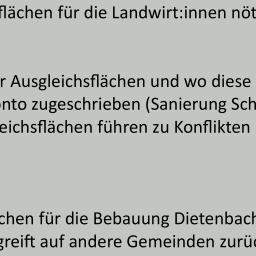 flächen für die Landwirt:innen nöt
r Ausgleichsflächen und wo diese
onto zugeschrieben (Sanierung Sch
eichsflächen führen zu Konflikten
chen für die Bebauung Dietenbach
greift auf andere Gemeinden zurüc